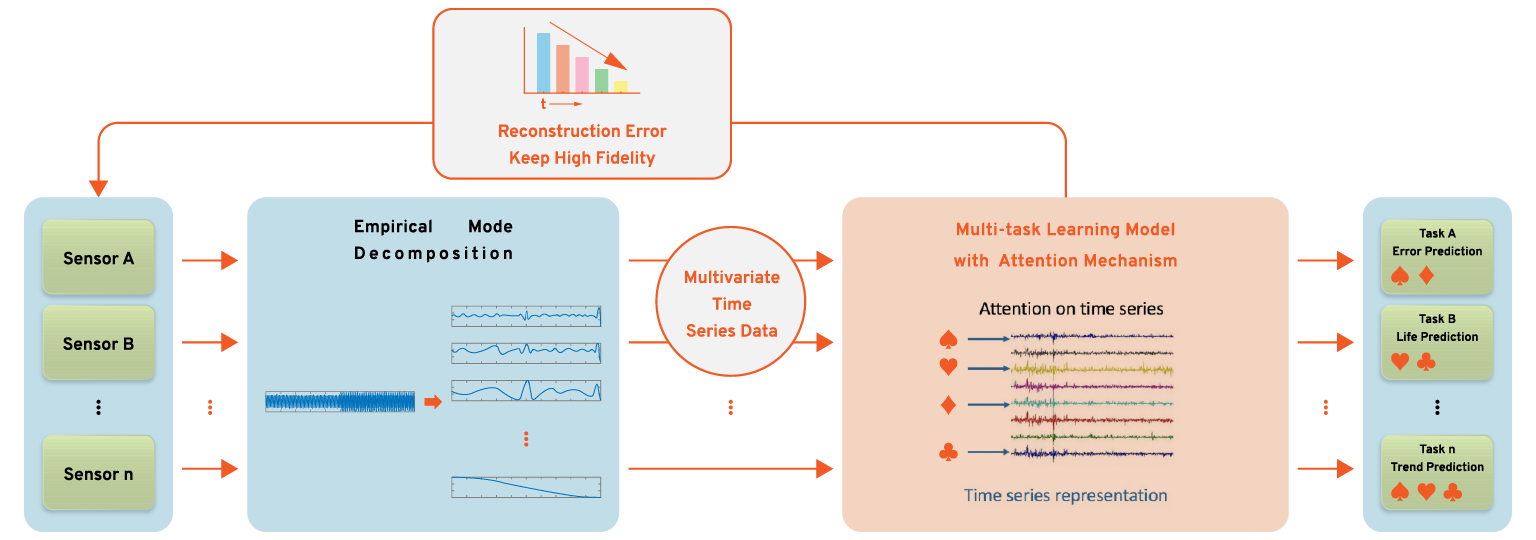 t
Reconstruction Error
Keep High Fidelity
Sensor A
Sensor B
Sensor n
Empirical Mode
Decomposition
Multivariate
Time
Series Data
Multi-task Learning Model
with Attention Mechanism
Attention on time series
Time series representation
Task A
Error Prediction
Task B
Life Prediction
Task n
Trend Prediction